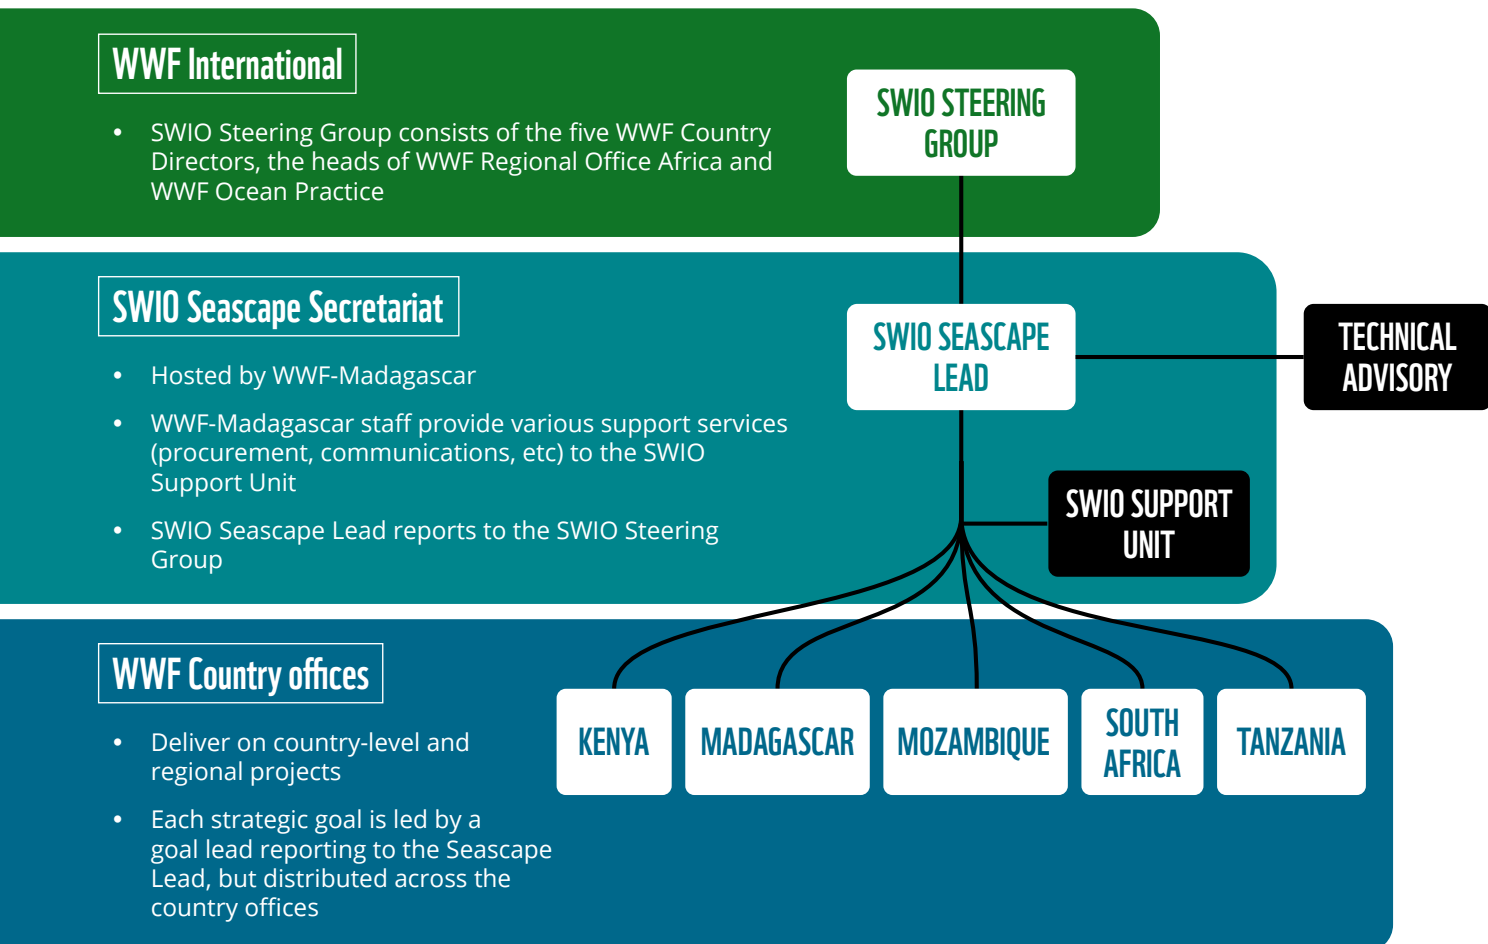 WWF International
• SWIO Steering Group consists of the five WWF Country
Directors, the heads of WWF Regional Office Africa and
WWF Ocean Practice
SWIO STEERING
GROUP
SWIO Seascape Secretariat
• Hosted by WWF-Madagascar
• WWF-Madagascar staff provide various support services
(procurement, communications, etc) to the SWIO
Support Unit
• SWIO Seascape Lead reports to the SWIO Steering
Group
SWIO SEASCAPE
LEAD
TECHNICAL
ADVISORY
SWIO SUPPORT
UNIT
WWF Country offices
• Deliver on country-level and
regional projects
• Each strategic goal is led by a
goal lead reporting to the Seascape
Lead, but distributed across the
country offices
KENYA
MADAGASCAR
MOZAMBIQUE
SOUTH
AFRICA
TANZANIA